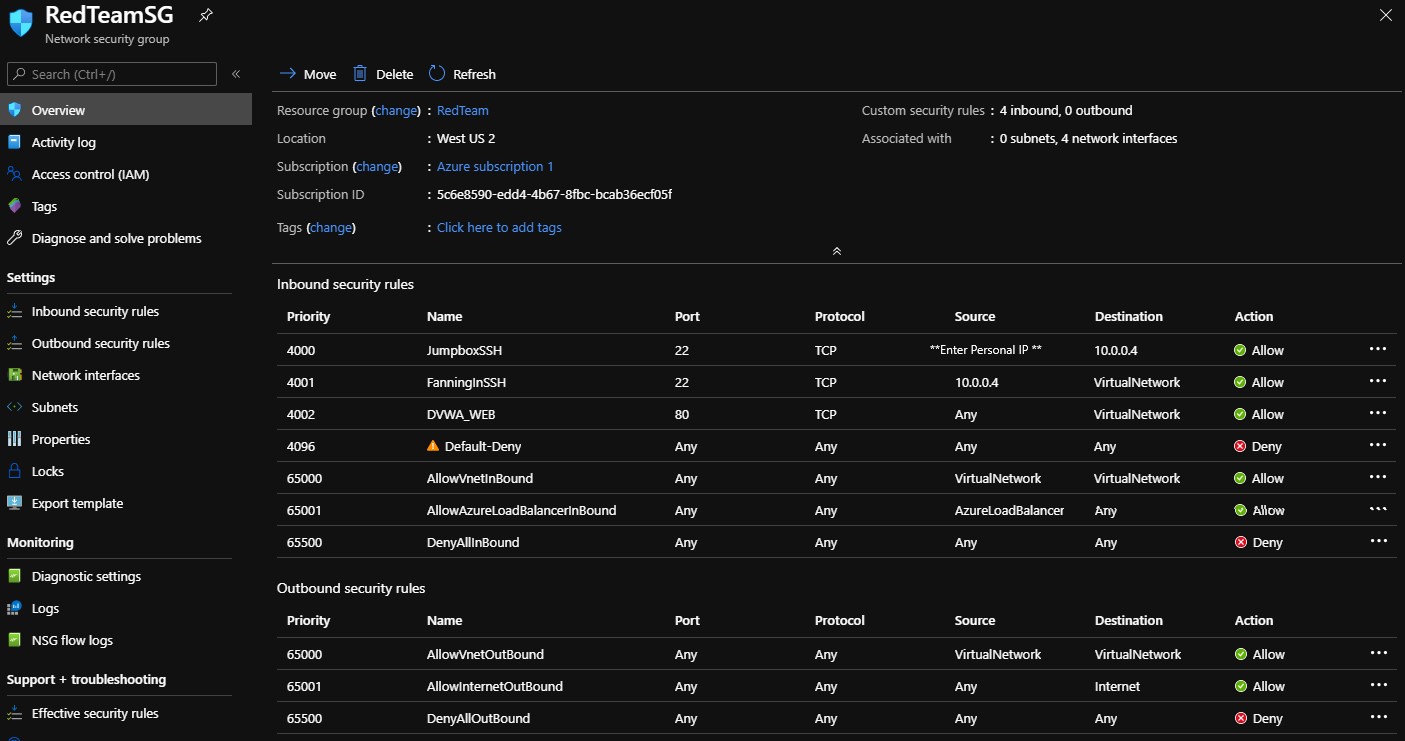 RedTeamSG
Network security group
Search (Ctrl+/)
«
Overview
Activity log
Access control (IAM)
Tags
Diagnose and solve problems
Settings
Inbound security rules
Outbound security rules
Network interfaces
Subnets
Properties
Locks
Export template
Monitoring
Diagnostic settings
Logs
NSG flow logs
Support + troubleshooting
Effective security rules
Move Delete Refresh
Resource group (change) : RedTeam
Location : West US 2
Subscription (change) : Azure subscription 1
Subscription ID : 5c6e8590-edd4-4b67-8fbc-bcab36ecf05f
Tags (change) : Click here to add tags
Custom security rules : 4 inbound, 0 outbound
Associated with : 0 subnets, 4 network interfaces
Inbound security rules
Priority Name Port Protocol Source Destination Action
4000 JumpboxSSH 22 TCP **Enter Personal IP ** 10.0.0.4 Allow ...
4001 FanningInSSH 22 TCP 10.0.0.4 VirtualNetwork Allow ...
4002 DVWA_WEB 80 TCP Any VirtualNetwork Allow ...
4096 Default-Deny Any Any Any Any Deny ...
65000 AllowVnetInBound Any Any VirtualNetwork VirtualNetwork Allow ...
65001 AllowAzureLoadBalancerInBound Any Any AzureLoadBalancer Any Allow ...
65500 DenyAllInBound Any Any Any Any Deny ...
Outbound security rules
Priority Name Port Protocol Source Destination Action
65000 AllowVnetOutBound Any Any VirtualNetwork VirtualNetwork Allow ...
65001 AllowInternetOutBound Any Any Any Internet Allow ...
65500 DenyAllOutBound Any Any Any Any Deny ...